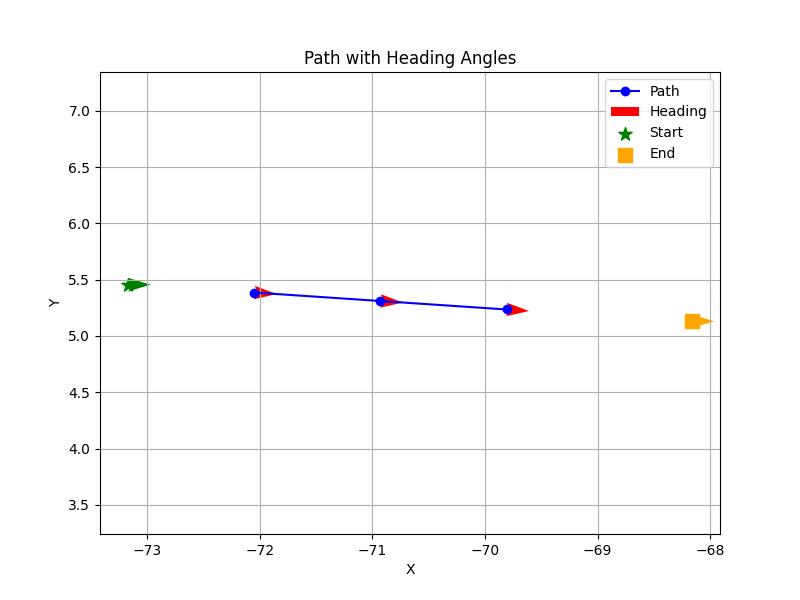 Path with Heading Angles
Path
Heading
Start
End
7.0
6.5
6.0
5.5
5.0
4.5
4.0
3.5
Y
−73
−72
−71
−70
−69
−68
X